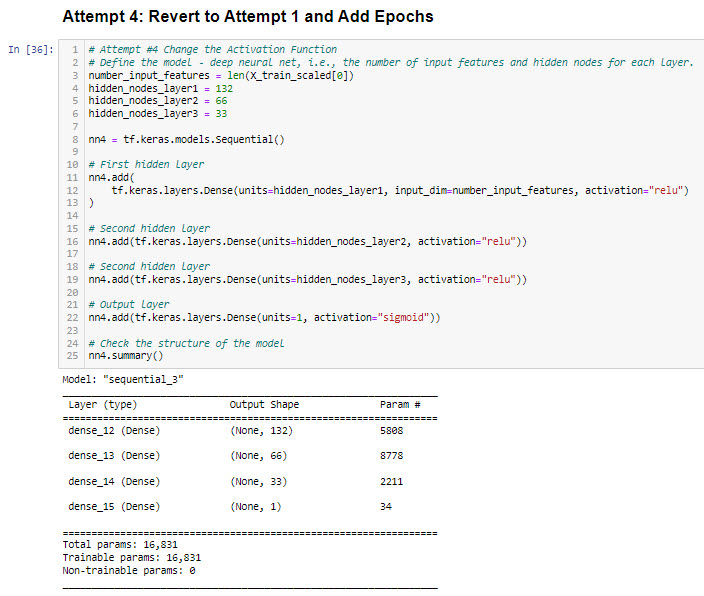 Attempt 4: Revert to Attempt 1 and Add Epochs
In [36]:
1 # Attempt #4 Change the Activation Function
2 # Define the model - deep neural net, i.e., the number of input features and hidden nodes for each layer.
3 number_input_features = len(X_train_scaled[0])
4 hidden_nodes_layer1 = 132
5 hidden_nodes_layer2 = 66
6 hidden_nodes_layer3 = 33
7
8 nn4 = tf.keras.models.Sequential()
9
10 # First hidden layer
11 nn4.add(
12     tf.keras.layers.Dense(units=hidden_nodes_layer1, input_dim=number_input_features, activation="relu")
13 )
14
15 # Second hidden layer
16 nn4.add(tf.keras.layers.Dense(units=hidden_nodes_layer2, activation="relu"))
17
18 # Second hidden layer
19 nn4.add(tf.keras.layers.Dense(units=hidden_nodes_layer3, activation="relu"))
20
21 # Output layer
22 nn4.add(tf.keras.layers.Dense(units=1, activation="sigmoid"))
23
24 # Check the structure of the model
25 nn4.summary()
Model: "sequential_3"
Layer (type) Output Shape Param #
dense_12 (Dense) (None, 132) 5808
dense_13 (Dense) (None, 66) 8778
dense_14 (Dense) (None, 33) 2211
dense_15 (Dense) (None, 1) 34
Total params: 16,831
Trainable params: 16,831
Non-trainable params: 0